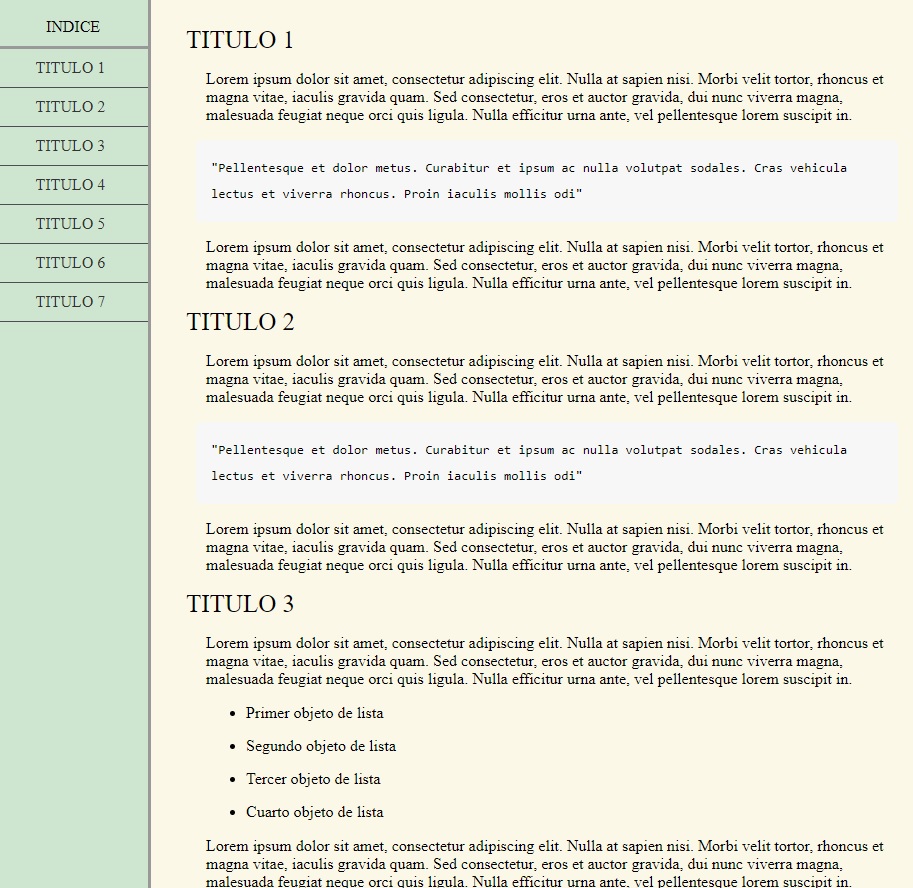 INDICE
TITULO 1
TITULO 2
TITULO 3
TITULO 4
TITULO 5
TITULO 6
TITULO 7
TITULO 1
Lorem ipsum dolor sit amet, consectetur adipiscing elit. Nulla at sapien nisi. Morbi velit tortor, rhoncus et
magna vitae, iaculis gravida quam. Sed consectetur, eros et auctor gravida, dui nunc viverra magna,
malesuada feugiat neque orci quis ligula. Nulla efficitur urna ante, vel pellentesque lorem suscipit in.
"Pellentesque et dolor metus. Curabitur et ipsum ac nulla volutpat sodales. Cras vehicula
lectus et viverra rhoncus. Proin iaculis mollis odi"
Lorem ipsum dolor sit amet, consectetur adipiscing elit. Nulla at sapien nisi. Morbi velit tortor, rhoncus et
magna vitae, iaculis gravida quam. Sed consectetur, eros et auctor gravida, dui nunc viverra magna,
malesuada feugiat neque orci quis ligula. Nulla efficitur urna ante, vel pellentesque lorem suscipit in.
TITULO 2
Lorem ipsum dolor sit amet, consectetur adipiscing elit. Nulla at sapien nisi. Morbi velit tortor, rhoncus et
magna vitae, iaculis gravida quam. Sed consectetur, eros et auctor gravida, dui nunc viverra magna,
malesuada feugiat neque orci quis ligula. Nulla efficitur urna ante, vel pellentesque lorem suscipit in.
"Pellentesque et dolor metus. Curabitur et ipsum ac nulla volutpat sodales. Cras vehicula
lectus et viverra rhoncus. Proin iaculis mollis odi"
Lorem ipsum dolor sit amet, consectetur adipiscing elit. Nulla at sapien nisi. Morbi velit tortor, rhoncus et
magna vitae, iaculis gravida quam. Sed consectetur, eros et auctor gravida, dui nunc viverra magna,
malesuada feugiat neque orci quis ligula. Nulla efficitur urna ante, vel pellentesque lorem suscipit in.
TITULO 3
Lorem ipsum dolor sit amet, consectetur adipiscing elit. Nulla at sapien nisi. Morbi velit tortor, rhoncus et
magna vitae, iaculis gravida quam. Sed consectetur, eros et auctor gravida, dui nunc viverra magna,
malesuada feugiat neque orci quis ligula. Nulla efficitur urna ante, vel pellentesque lorem suscipit in.
• Primer objeto de lista
• Segundo objeto de lista
• Tercer objeto de lista
• Cuarto objeto de lista
Lorem ipsum dolor sit amet, consectetur adipiscing elit. Nulla at sapien nisi. Morbi velit tortor, rhoncus et
magna vitae, iaculis gravida quam. Sed consectetur, eros et auctor gravida, dui nunc viverra magna,
malesuada feugiat neque orci quis ligula. Nulla efficitur urna ante, vel pellentesque lorem suscipit in.